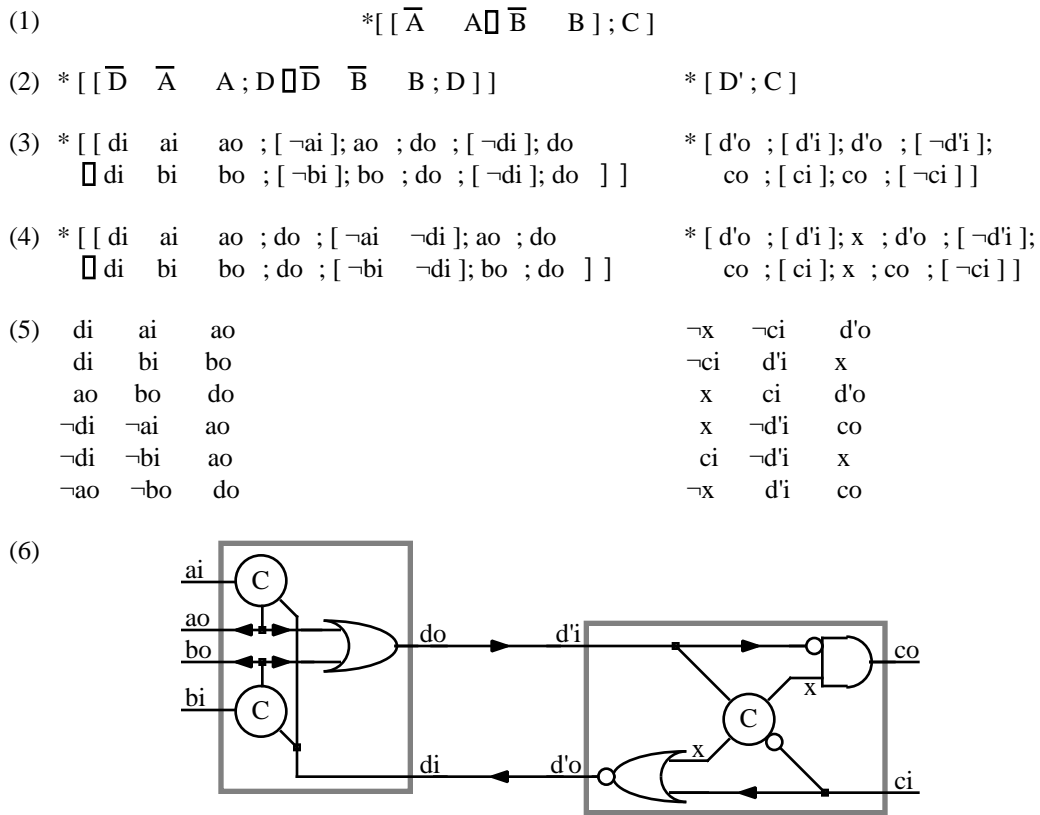 (1) *[ [ A̅ A ▯ B̅ B ] ; C ]
(2) * [ [ D̅ A̅ A ; D ▯ D̅ B̅ B ; D ] ] * [ D' ; C ]
(3) * [ [ di ai ao ; [ ¬ai ]; ao ; do ; [ ¬di ]; do * [ d'o ; [ d'i ]; d'o ; [ ¬d'i ];
▯ di bi bo ; [ ¬bi ]; bo ; do ; [ ¬di ]; do ] ] co ; [ ci ]; co ; [ ¬ci ] ]
(4) * [ [ di ai ao ; do ; [ ¬ai ¬di ]; ao ; do * [ d'o ; [ d'i ]; x ; d'o ; [ ¬d'i ];
▯ di bi bo ; do ; [ ¬bi ¬di ]; bo ; do ] ] co ; [ ci ]; x ; co ; [ ¬ci ] ]
(5) di ai ao ¬x ¬ci d'o
di bi bo ¬ci d'i x
ao bo do x ci d'o
¬di ¬ai ao x ¬d'i co
¬di ¬bi ao ci ¬d'i x
¬ao ¬bo do ¬x d'i co
(6)
ai C
ao do d'i co
bo x
bi C C
x
di d'o ci